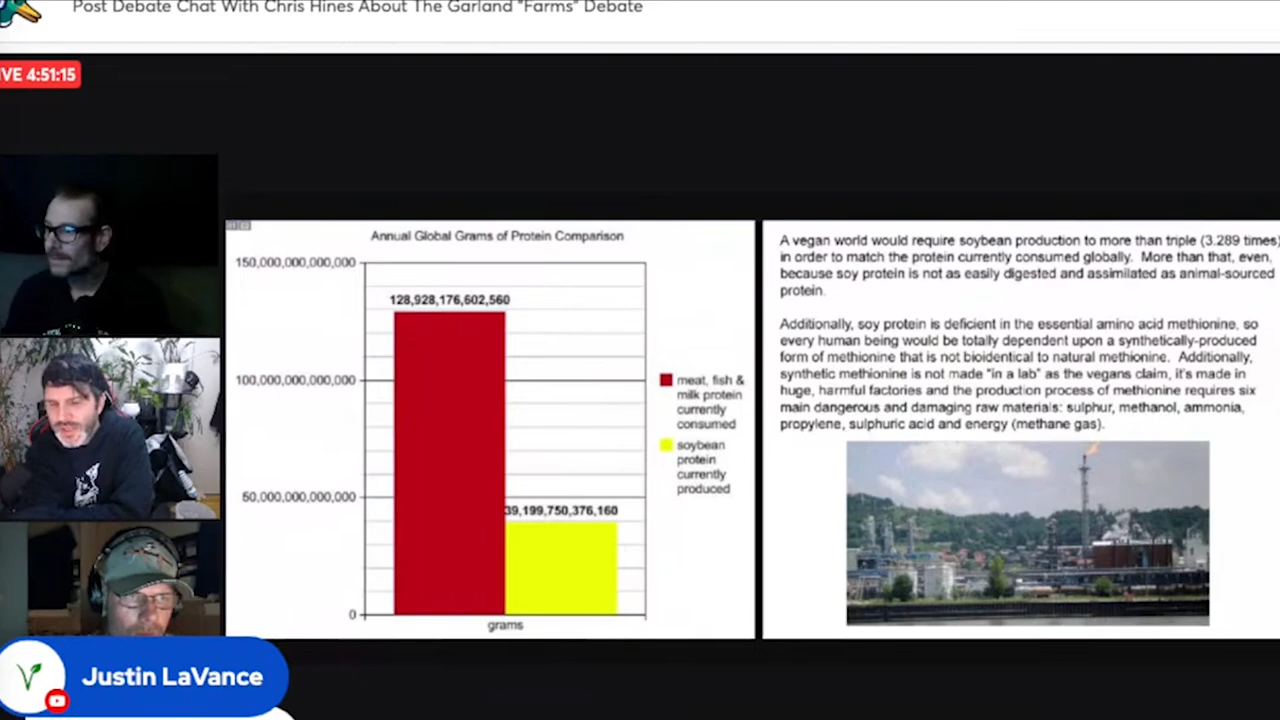 Post Debate Chat With Chris Hines About The Garland "Farms" Debate
IVE 4:51:15
Annual Global Grams of Protein Comparison
150,000,000,000,000
128,928,176,602,560
100,000,000,000,000
50,000,000,000,000
39,199,750,376,160
0
grams
meat, fish &
milk protein
currently
consumed
soybean
protein
currently
produced
A vegan world would require soybean production to more than triple (3.289 times)
in order to match the protein currently consumed globally. More than that, even,
because soy protein is not as easily digested and assimilated as animal-sourced
protein.
Additionally, soy protein is deficient in the essential amino acid methionine, so
every human being would be totally dependent upon a synthetically-produced
form of methionine that is not bioidentical to natural methionine. Additionally,
synthetic methionine is not made "in a lab" as the vegans claim, it's made in
huge, harmful factories and the production process of methionine requires six
main dangerous and damaging raw materials: sulphur, methanol, ammonia,
propylene, sulphuric acid and energy (methane gas).
Justin LaVance